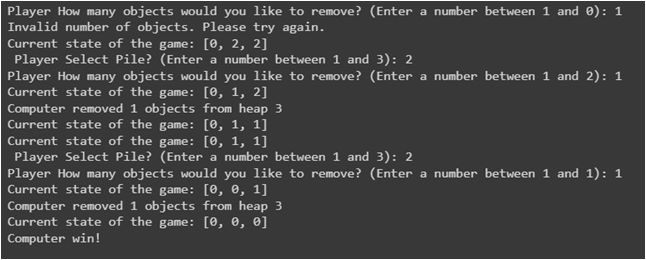 Player How many objects would you like to remove? (Enter a number between 1 and 0): 1
Invalid number of objects. Please try again.
Current state of the game: [0, 2, 2]
Player Select Pile? (Enter a number between 1 and 3): 2
Player How many objects would you like to remove? (Enter a number between 1 and 2): 1
Current state of the game: [0, 1, 2]
Computer removed 1 objects from heap 3
Current state of the game: [0, 1, 1]
Current state of the game: [0, 1, 1]
Player Select Pile? (Enter a number between 1 and 3): 2
Player How many objects would you like to remove? (Enter a number between 1 and 1): 1
Current state of the game: [0, 0, 1]
Computer removed 1 objects from heap 3
Current state of the game: [0, 0, 0]
Computer win!